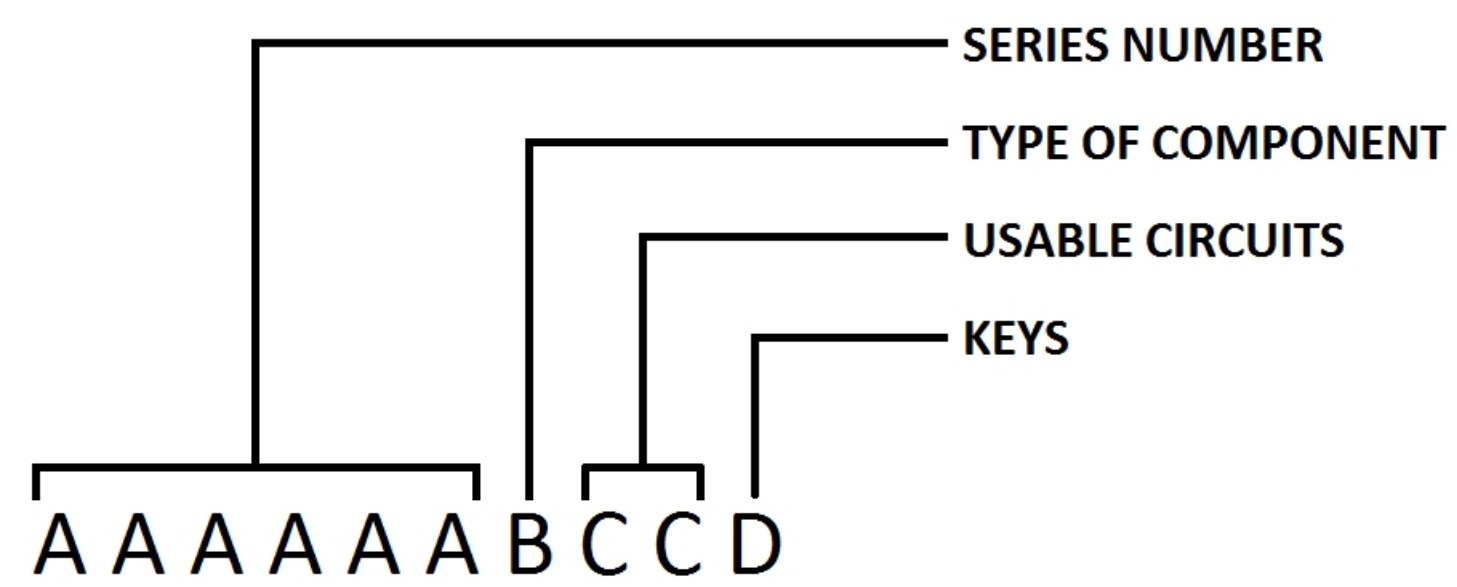 SERIES NUMBER
TYPE OF COMPONENT
USABLE CIRCUITS
KEYS
A A A A A A B C C D